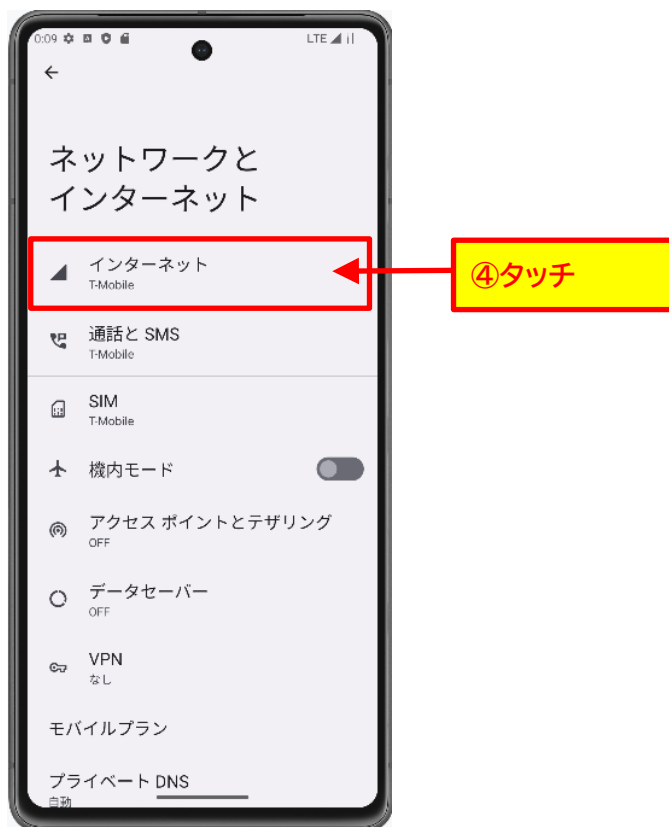 0:09
LTE
ネットワークと
インターネット
インターネット
T-Mobile
④タッチ
通話と SMS
T-Mobile
SIM
T-Mobile
機内モード
アクセス ポイントとテザリング
OFF
データセーバー
OFF
VPN
なし
モバイルプラン
プライベート DNS
自動